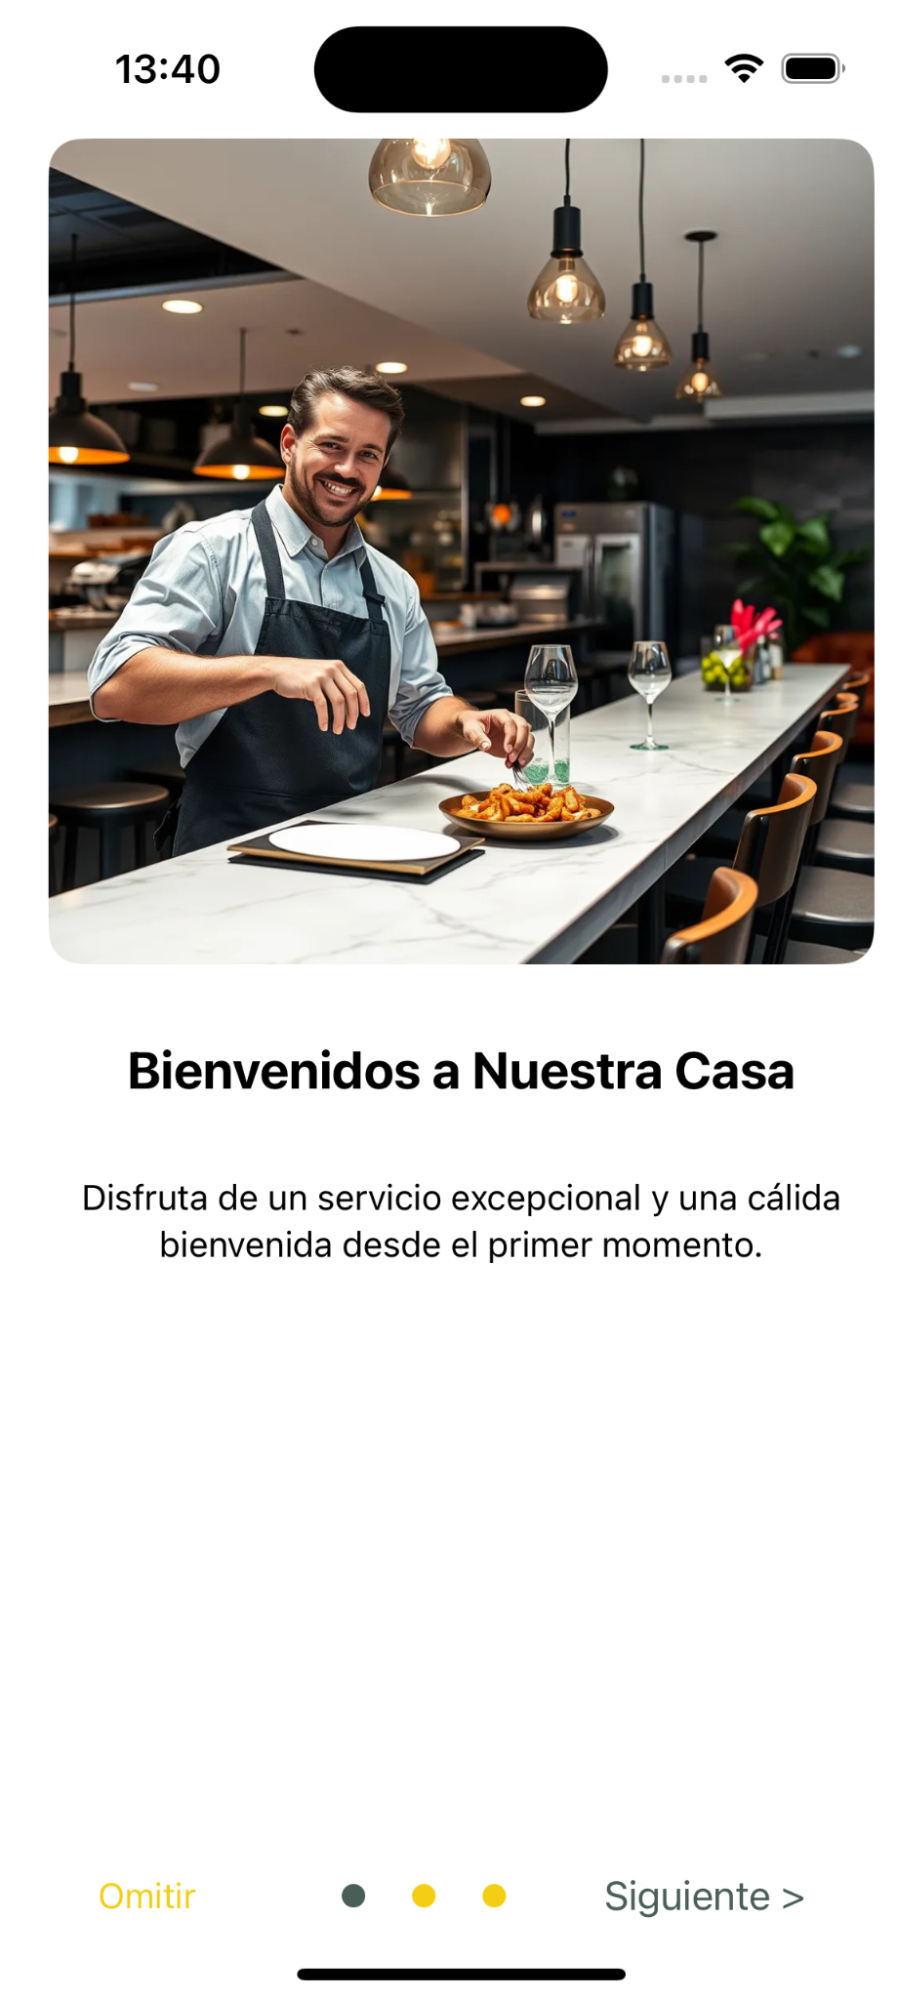 13:40
Bienvenidos a Nuestra Casa
Disfruta de un servicio excepcional y una cálida
bienvenida desde el primer momento.
Omitir
Siguiente >